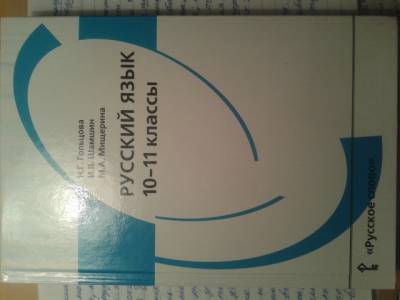 Н.Г. Гольцова
И.В. Шамшин
М.А. Мищерина
РУССКИЙ ЯЗЫК
10–11 классы
«Русское слово»